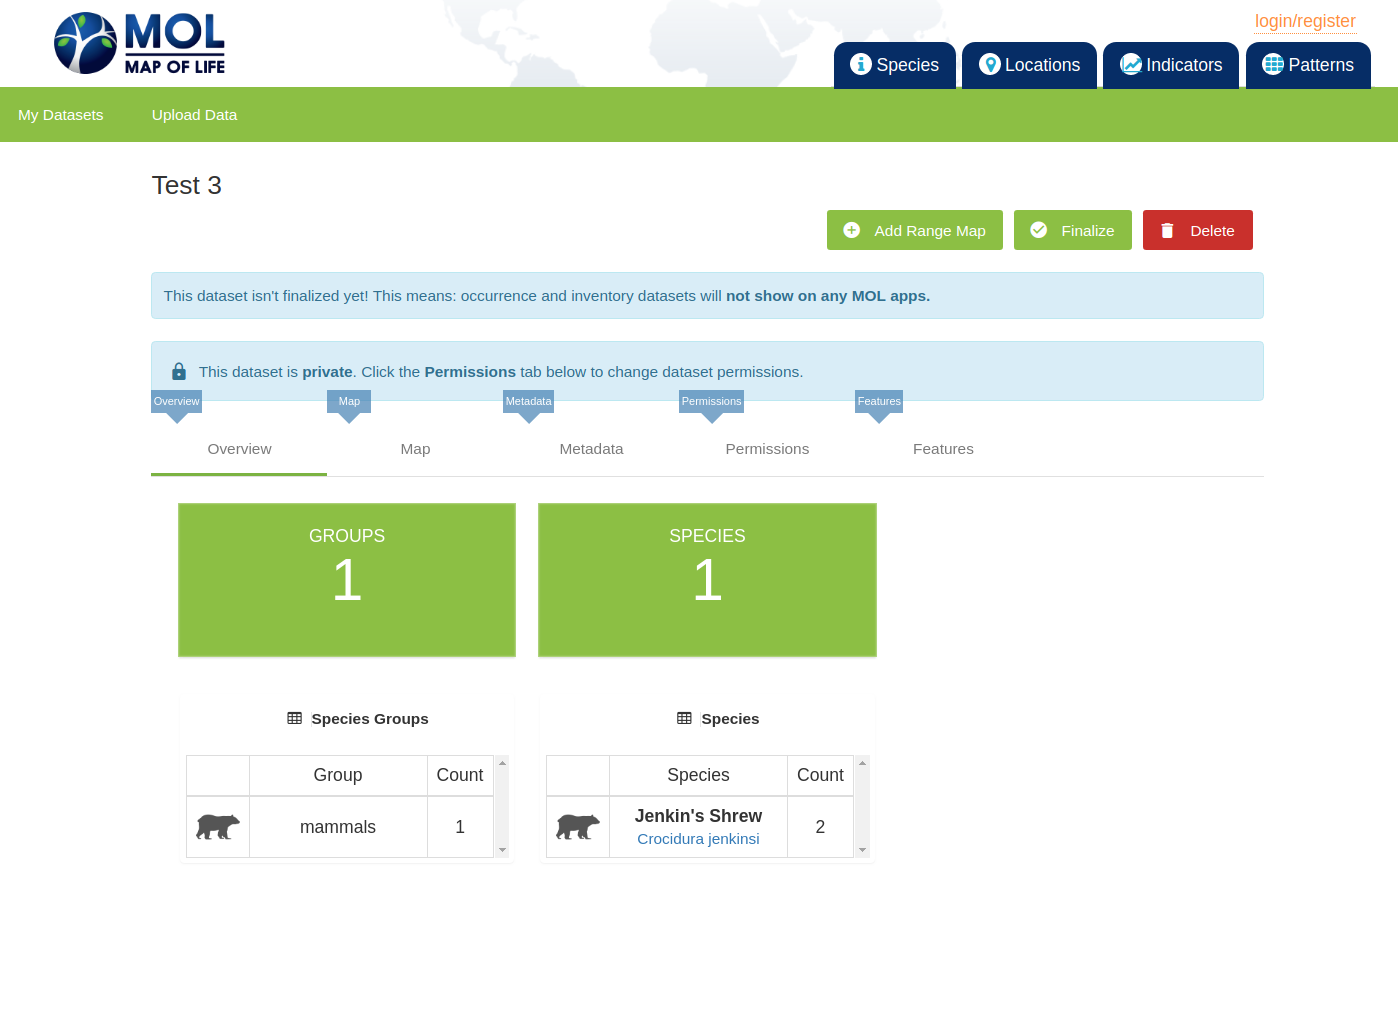 MOL
MAP OF LIFE
login/register
Species
Locations
Indicators
Patterns
My Datasets
Upload Data
Test 3
Add Range Map
Finalize
Delete
This dataset isn't finalized yet! This means: occurrence and inventory datasets will not show on any MOL apps.
This dataset is private. Click the Permissions tab below to change dataset permissions.
Overview
Map
Metadata
Permissions
Features
Overview
Map
Metadata
Permissions
Features
GROUPS
1
SPECIES
1
Species Groups
Group
Count
mammals
1
Species
Species
Count
Jenkin's Shrew
Crocidura jenkinsi
2